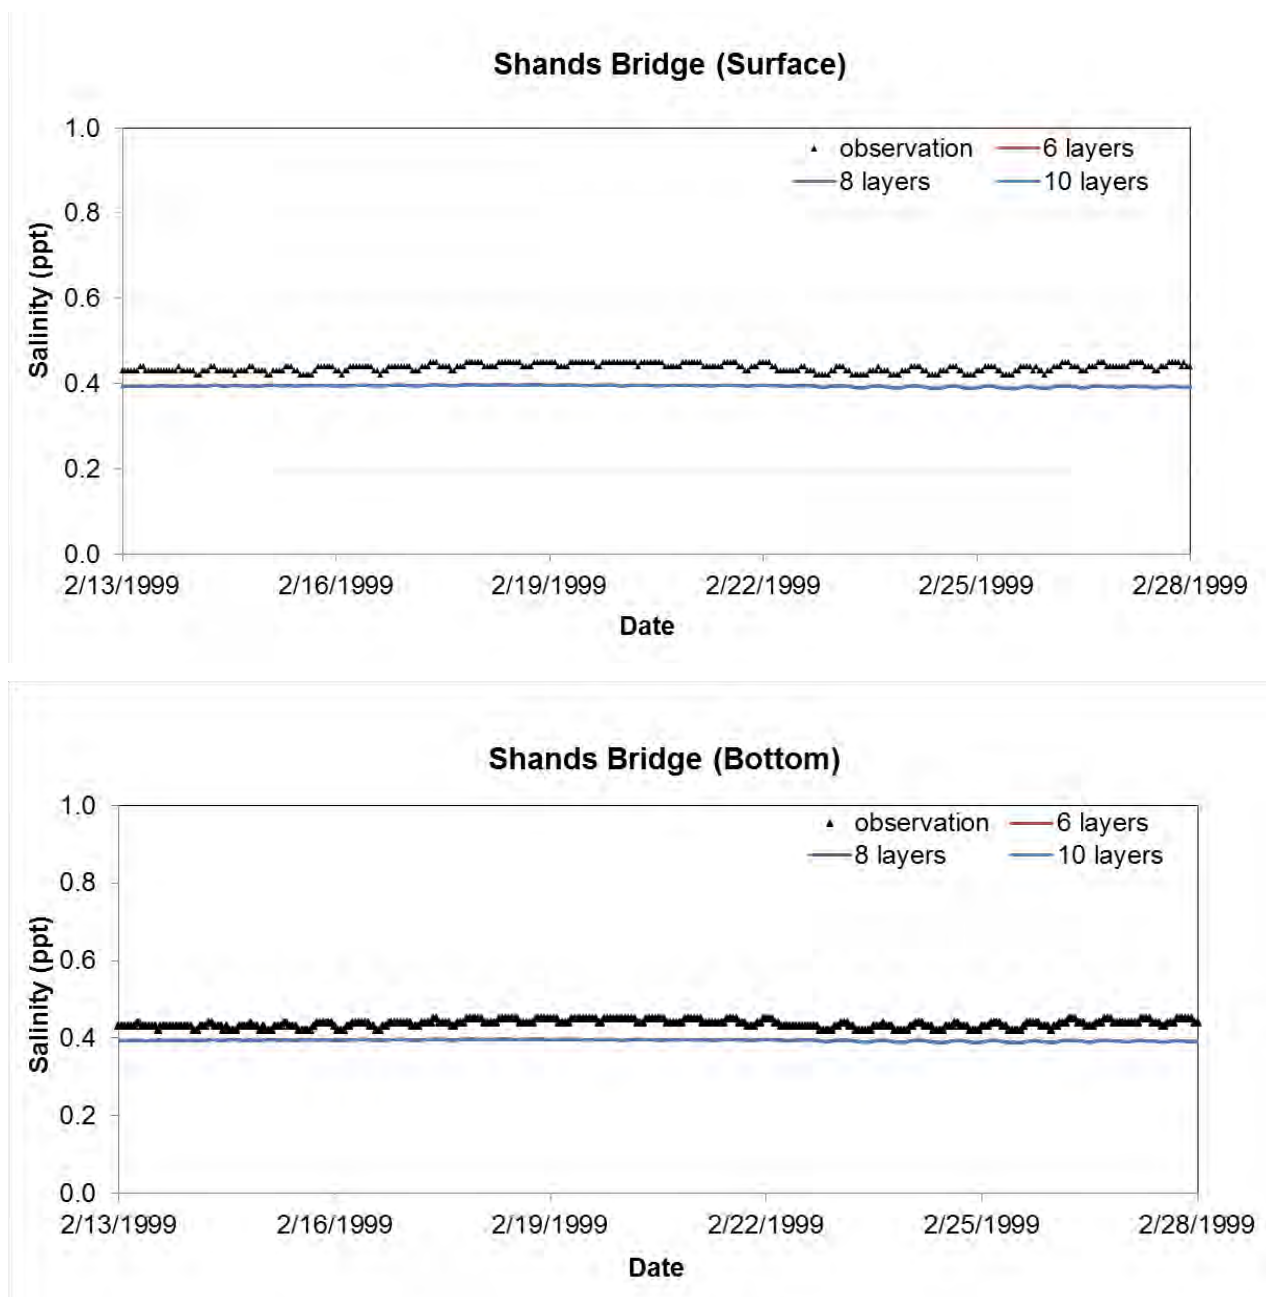 Shands Bridge (Surface)
1.0
observation 6 layers
8 layers 10 layers
0.8
0.6
0.4
0.2
0.0
Salinity (ppt)
2/13/1999 2/16/1999 2/19/1999 2/22/1999 2/25/1999 2/28/1999
Date
Shands Bridge (Bottom)
1.0
observation 6 layers
8 layers 10 layers
0.8
0.6
0.4
0.2
0.0
Salinity (ppt)
2/13/1999 2/16/1999 2/19/1999 2/22/1999 2/25/1999 2/28/1999
Date